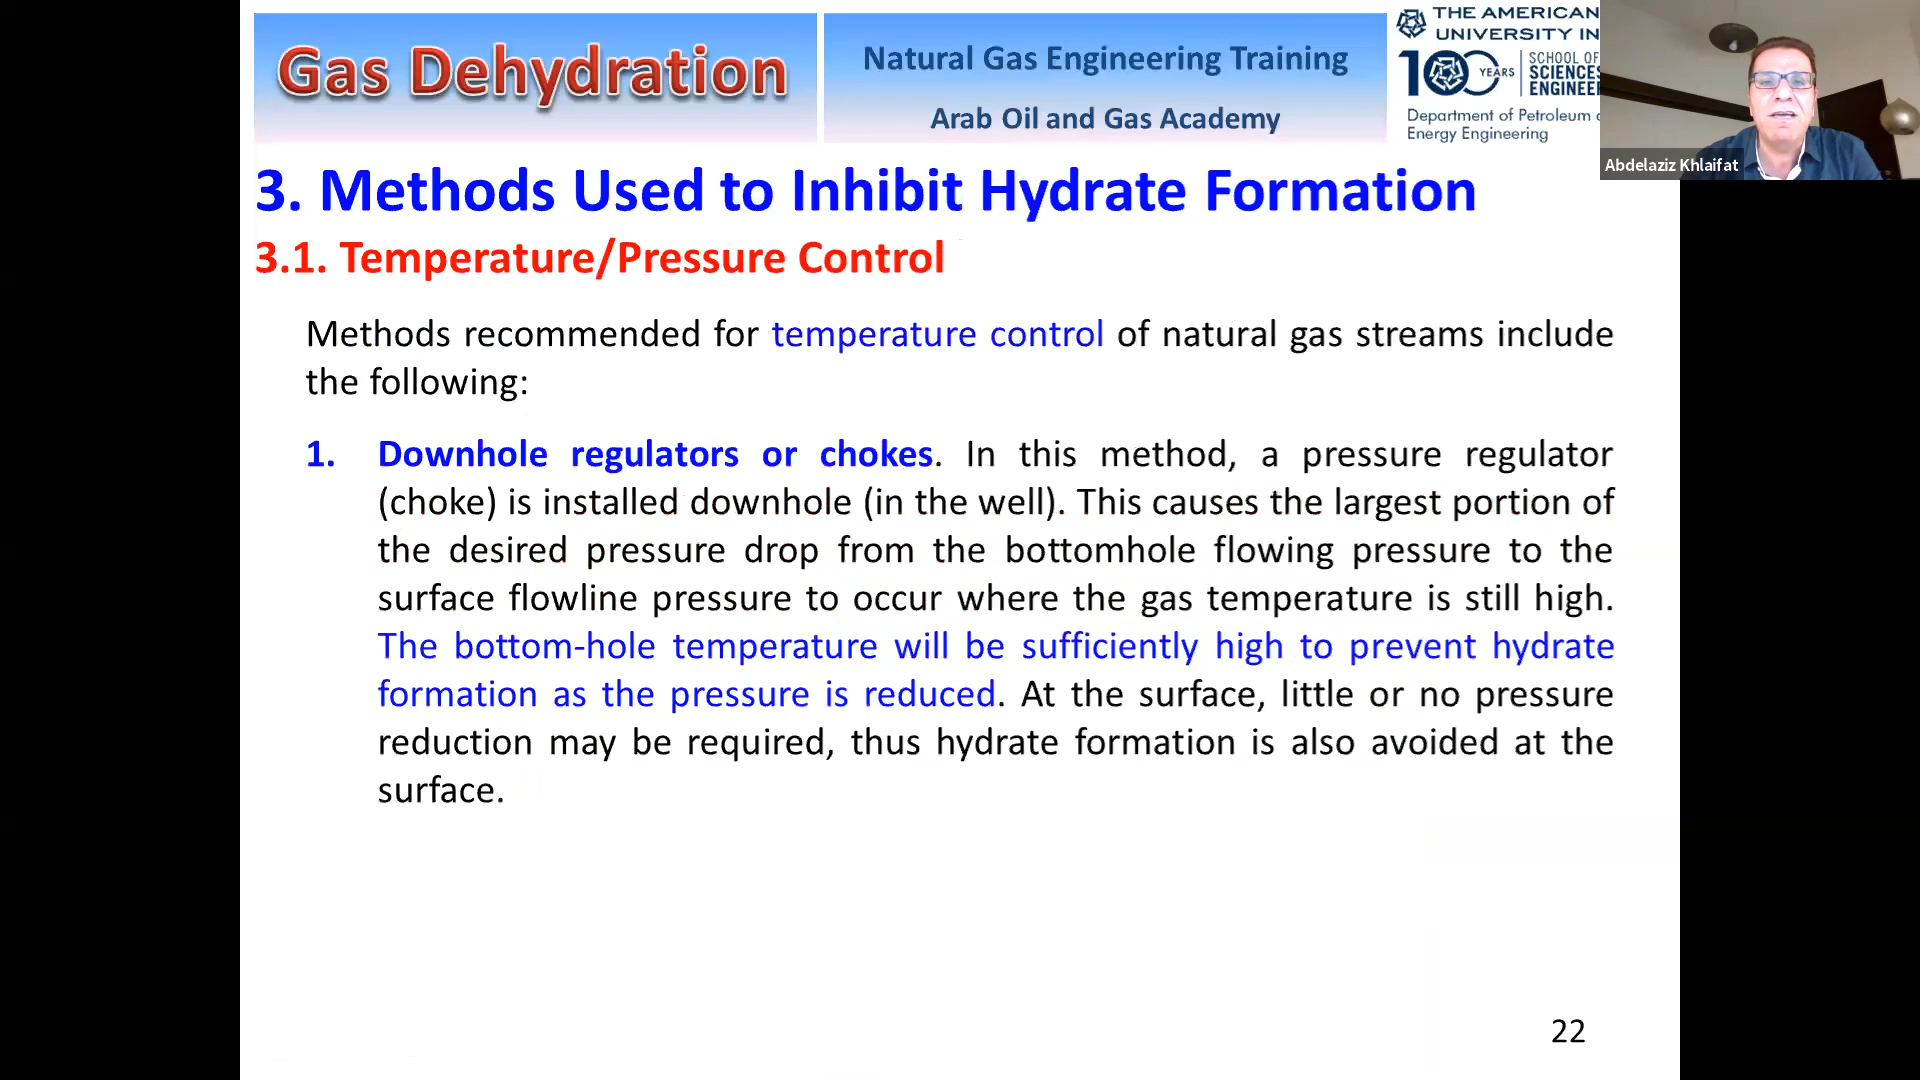 Gas Dehydration
Natural Gas Engineering Training
Arab Oil and Gas Academy
THE AMERICAN
UNIVERSITY IN
100 YEARS
SCHOOL OF
SCIENCES
ENGINEE
Department of Petroleum
Energy Engineering
Abdelaziz Khlaifat
3. Methods Used to Inhibit Hydrate Formation
3.1. Temperature/Pressure Control
Methods recommended for temperature control of natural gas streams include
the following:
1. Downhole regulators or chokes. In this method, a pressure regulator
(choke) is installed downhole (in the well). This causes the largest portion of
the desired pressure drop from the bottomhole flowing pressure to the
surface flowline pressure to occur where the gas temperature is still high.
The bottom-hole temperature will be sufficiently high to prevent hydrate
formation as the pressure is reduced. At the surface, little or no pressure
reduction may be required, thus hydrate formation is also avoided at the
surface.
22